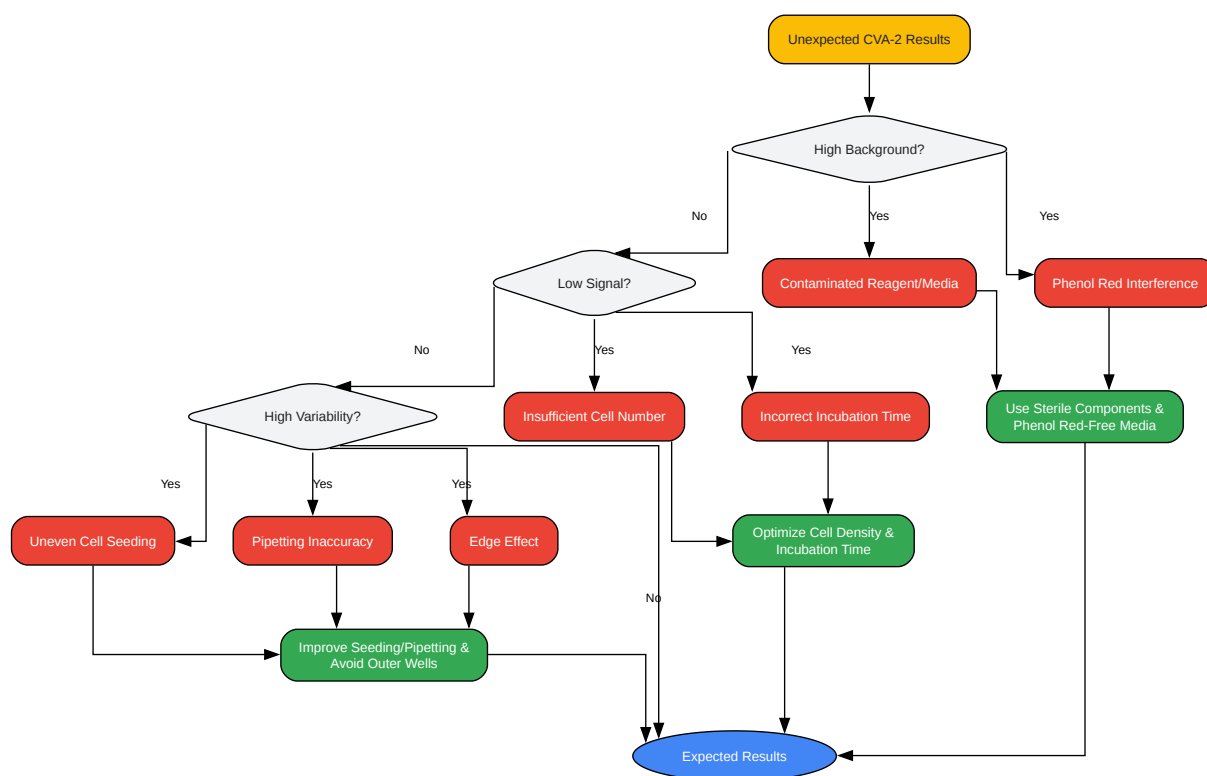 Unexpected CVA-2 Results
High Background?
No
Yes
Yes
Low Signal?
Contaminated Reagent/Media
Phenol Red Interference
No
Yes
Yes
High Variability?
Insufficient Cell Number
Incorrect Incubation Time
Use Sterile Components &
Phenol Red-Free Media
Yes
Yes
Yes
Uneven Cell Seeding
Pipetting Inaccuracy
Edge Effect
Optimize Cell Density &
Incubation Time
No
Improve Seeding/Pipetting &
Avoid Outer Wells
Expected Results